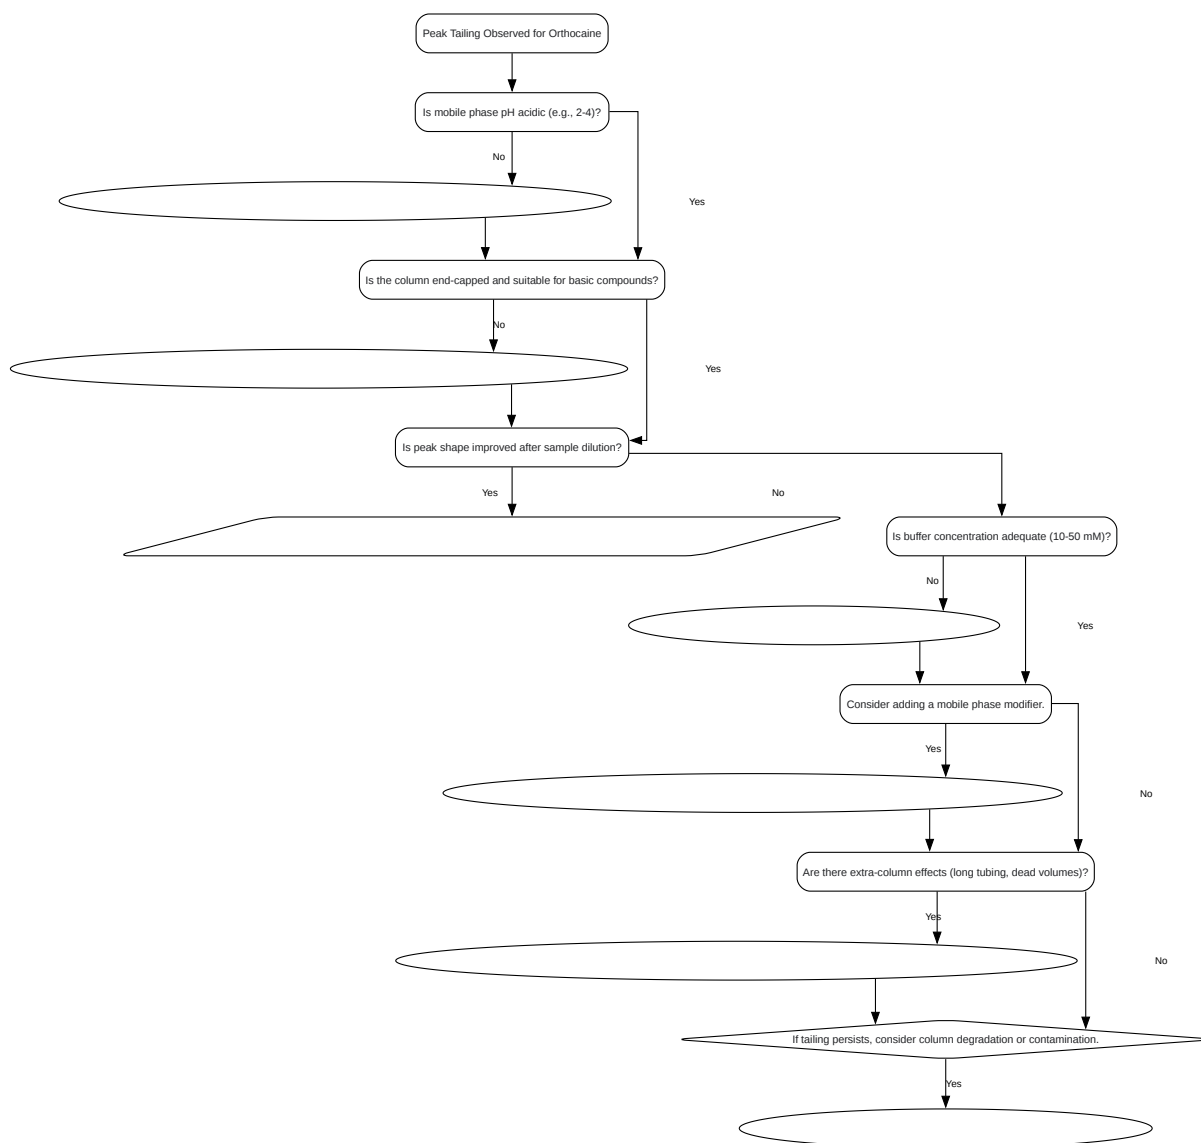 Peak Tailing Observed for Orthocaine
Is mobile phase pH acidic (e.g., 2-4)?
No
Yes
Is the column end-capped and suitable for basic compounds?
No
Yes
Is peak shape improved after sample dilution?
Yes
No
Is buffer concentration adequate (10-50 mM)?
No
Yes
Consider adding a mobile phase modifier.
Yes
No
Are there extra-column effects (long tubing, dead volumes)?
Yes
No
If tailing persists, consider column degradation or contamination.
Yes